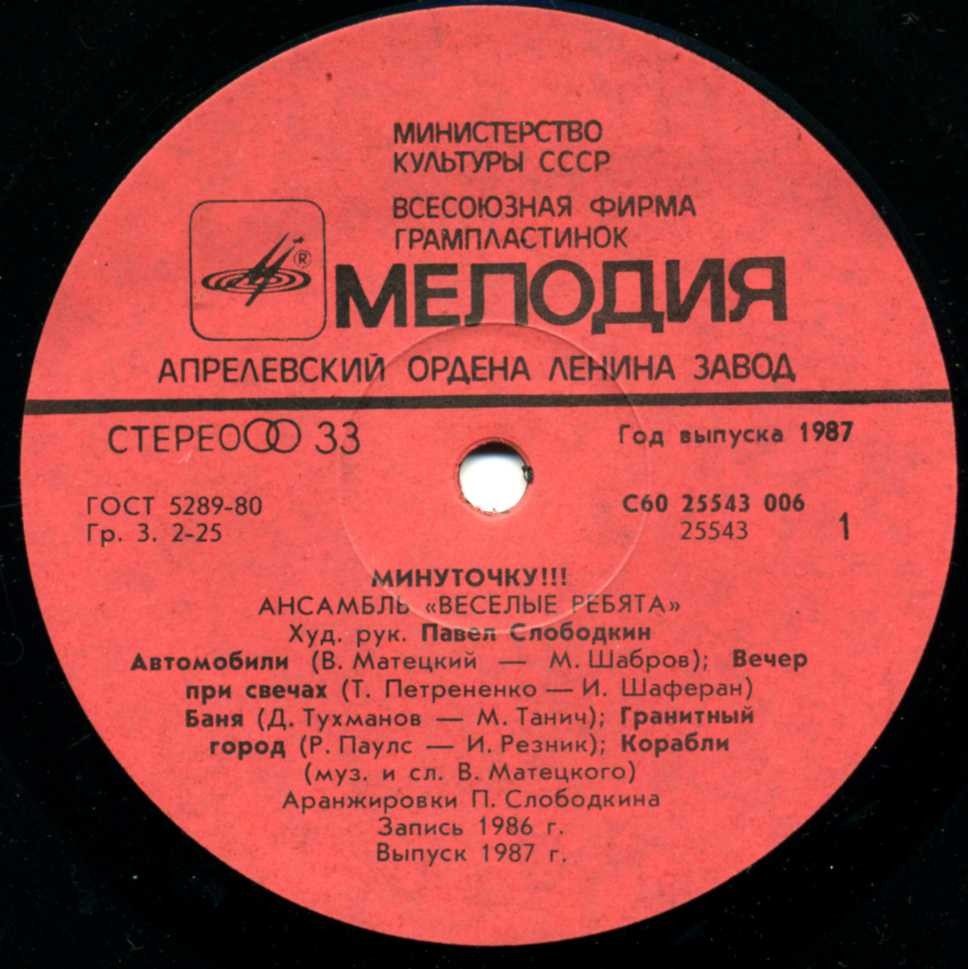 МИНИСТЕРСТВО
КУЛЬТУРЫ СССР
ВСЕСОЮЗНАЯ ФИРМА
ГРАМПЛАСТИНОК
®
МЕЛОДИЯ
АПРЕЛЕВСКИЙ ОРДЕНА ЛЕНИНА ЗАВОД
СТЕРЕО 33
Год выпуска 1987
ГОСТ 5289-80
Гр. 3. 2-25
С60 25543 006
25543 1
МИНУТОЧКУ!!!
АНСАМБЛЬ «ВЕСЕЛЫЕ РЕБЯТА»
Худ. рук. Павел Слободкин
Автомобили (В. Матецкий — М. Шабров); Вечер
при свечах (Т. Петрененко — И. Шаферан)
Баня (Д. Тухманов — М. Танич); Гранитный
город (Р. Паулс — И. Резник); Корабли
(муз. и сл. В. Матецкого)
Аранжировки П. Слободкина
Запись 1986 г.
Выпуск 1987 г.